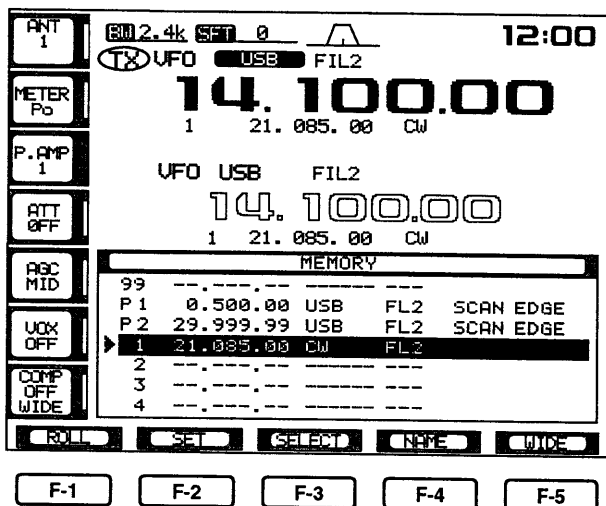 ANT
1
BW 2.4k SFT 0
12:00
TX VFO USB FIL2
14.100.00
1 21.085.00 CW
METER
Po
P.AMP
1
VFO USB FIL2
14.100.00
1 21.085.00 CW
ATT
OFF
AGC
MID
VOX
OFF
COMP
OFF
WIDE
MEMORY
99 --.---.-- ------ ---
P1 0.500.00 USB FL2 SCAN EDGE
P2 29.999.99 USB FL2 SCAN EDGE
1 21.085.00 CW FL2
2 --.---.-- ------ ---
3 --.---.-- ------ ---
4 --.---.-- ------ ---
ROLL SET SELECT NAME WIDE
F-1 F-2 F-3 F-4 F-5